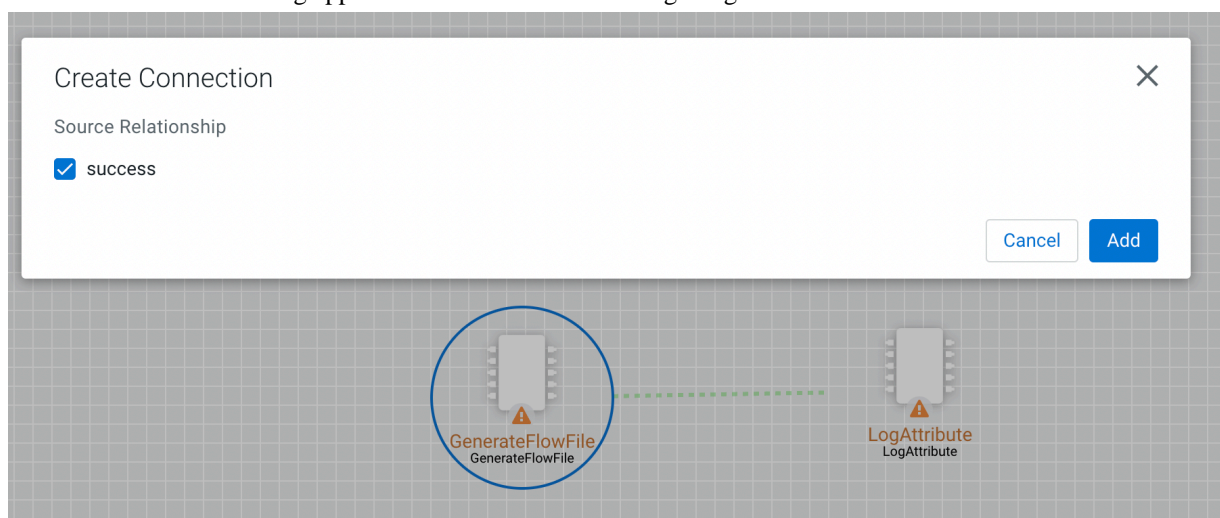 Create Connection
Source Relationship
success
Cancel
Add
GenerateFlowFile
GenerateFlowFile
LogAttribute
LogAttribute